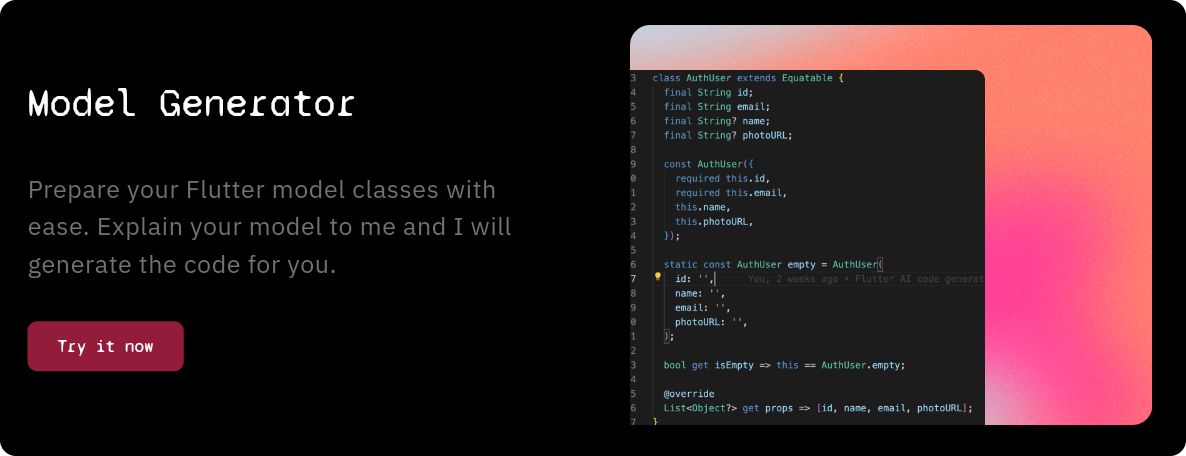 Model Generator
Prepare your Flutter model classes with
ease. Explain your model to me and I will
generate the code for you.
Try it now
3 class AuthUser extends Equatable {
4 final String id;
5 final String email;
6 final String? name;
7 final String? photoURL;
8
9 const AuthUser({
0 required this.id,
1 required this.email,
2 this.name,
3 this.photoURL,
4 });
5
6 static const AuthUser empty = AuthUser(
7 id: '', You, 2 weeks ago • Flutter AI code generat
8 name: '',
9 email: '',
0 photoURL: '',
1 );
2
3 bool get isEmpty => this == AuthUser.empty;
4
5 @override
6 List<Object?> get props => [id, name, email, photoURL];
7 }